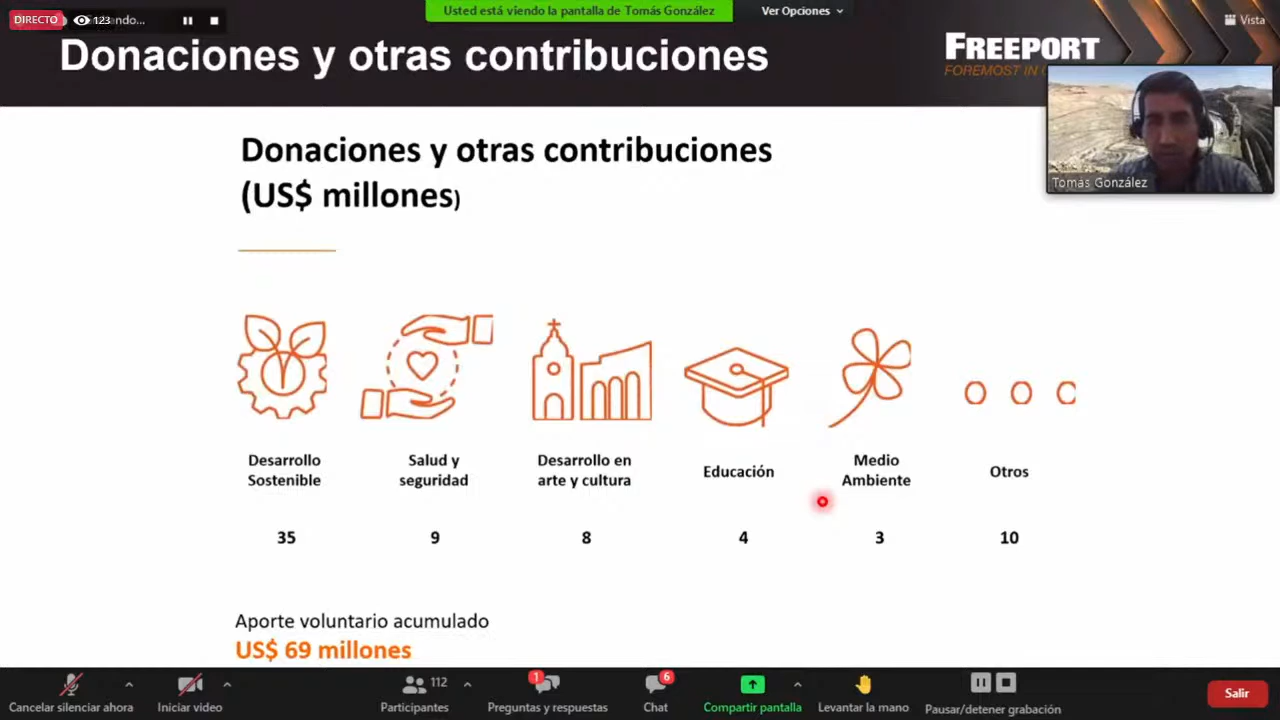 DIRECTO 123 ando...
Usted está viendo la pantalla de Tomás González
Ver Opciones
Vista
Donaciones y otras contribuciones
FREEPORT
FOREMOST IN
Donaciones y otras contribuciones
(US$ millones)
Tomás González
Desarrollo Sostenible
Salud y seguridad
Desarrollo en arte y cultura
Educación
Medio Ambiente
Otros
35 9 8 4 3 10
Aporte voluntario acumulado
US$ 69 millones
112
1
6
Cancelar silenciar ahora
Iniciar video
Participantes
Preguntas y respuestas
Chat
Compartir pantalla
Levantar la mano
Pausar/detener grabación
Salir